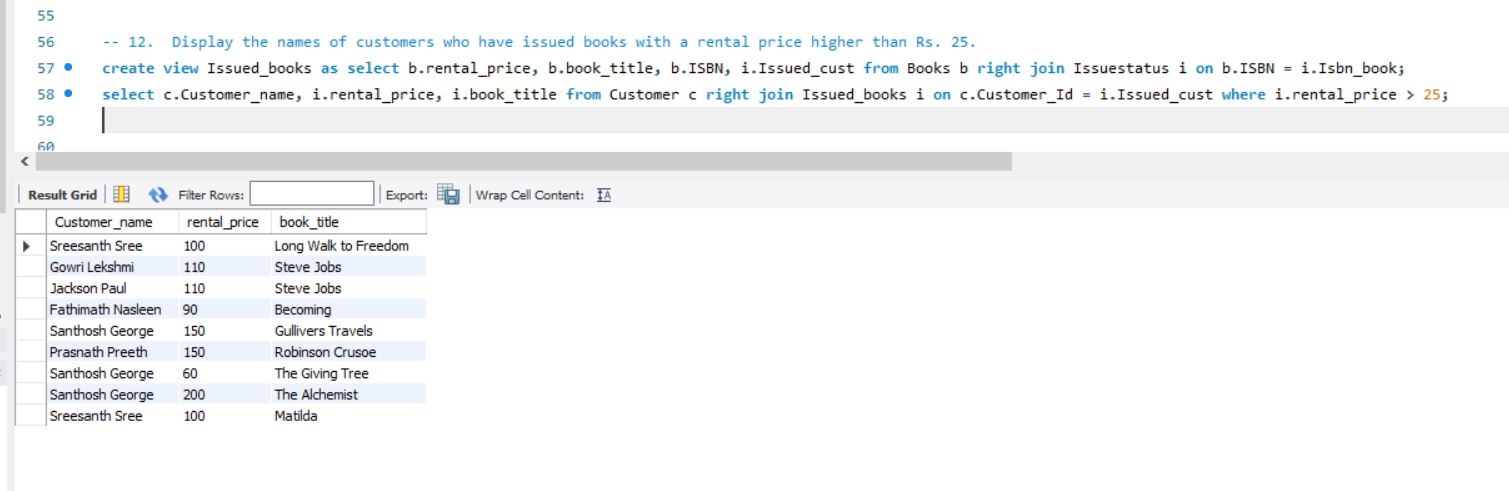 55
56 -- 12.  Display the names of customers who have issued books with a rental price higher than Rs. 25.
57 create view Issued_books as select b.rental_price, b.book_title, b.ISBN, i.Issued_cust from Books b right join Issuestatus i on b.ISBN = i.Isbn_book;
58 select c.Customer_name, i.rental_price, i.book_title from Customer c right join Issued_books i on c.Customer_Id = i.Issued_cust where i.rental_price > 25;
59
60
Result Grid Filter Rows: Export: Wrap Cell Content: IA
Customer_name rental_price book_title
Sreesanth Sree 100 Long Walk to Freedom
Gowri Lekshmi 110 Steve Jobs
Jackson Paul 110 Steve Jobs
Fathimath Nasleen 90 Becoming
Santhosh George 150 Gullivers Travels
Prasnath Preeth 150 Robinson Crusoe
Santhosh George 60 The Giving Tree
Santhosh George 200 The Alchemist
Sreesanth Sree 100 Matilda